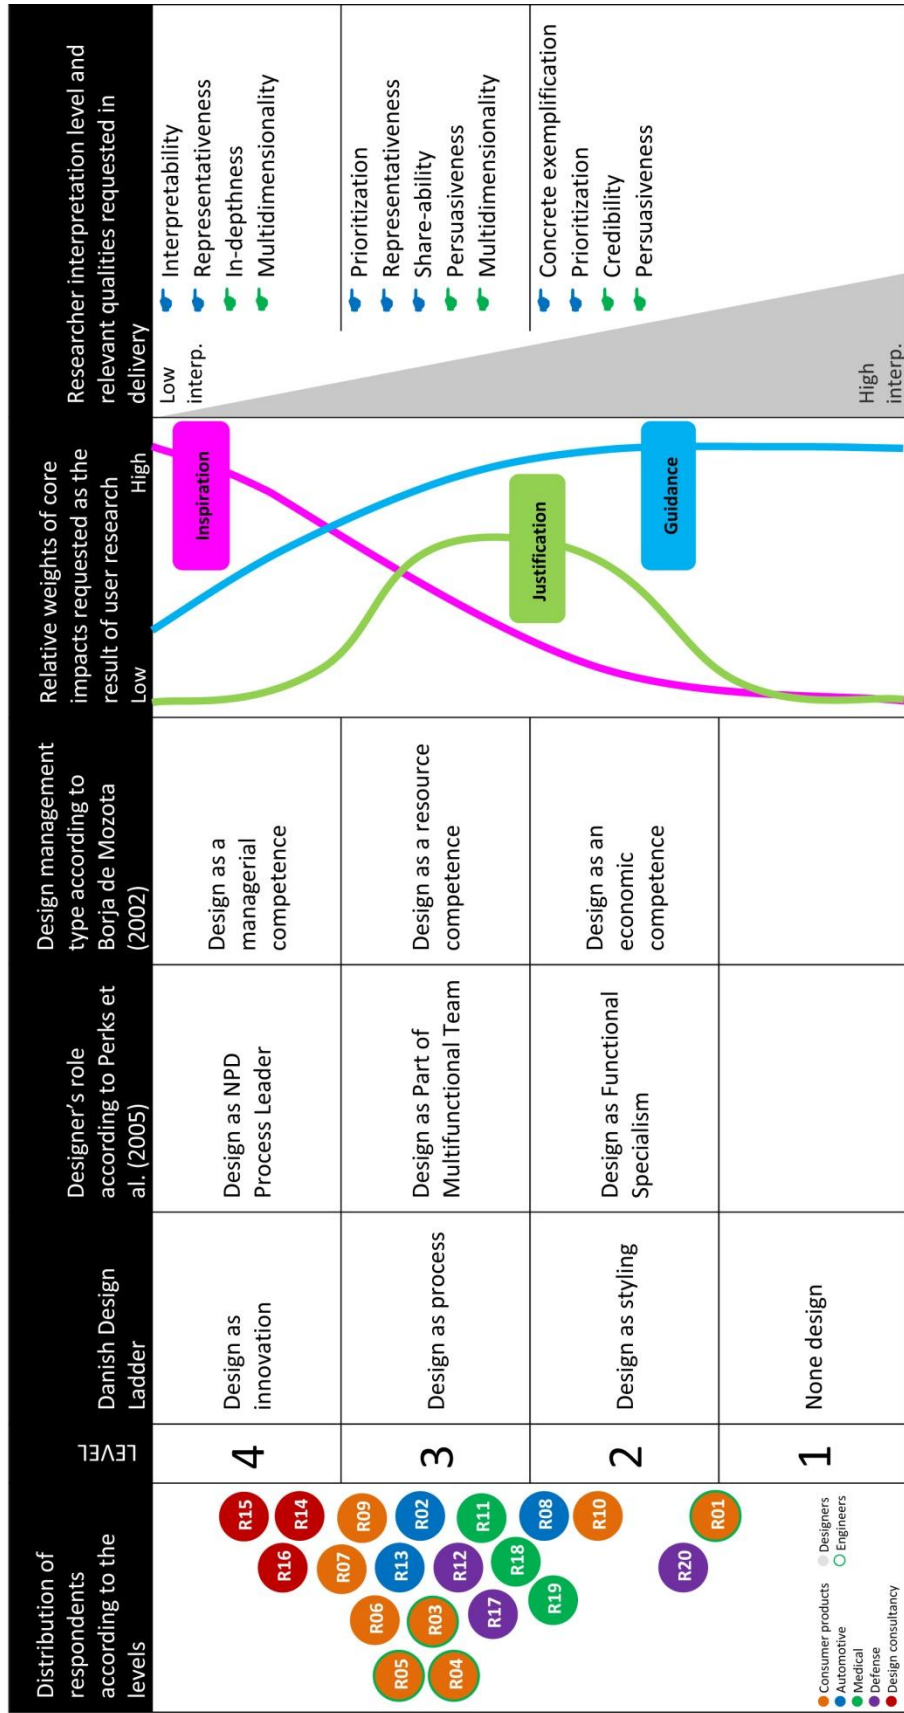 Distribution of
respondents
according to the
levels
LEVEL
Danish Design
Ladder
Designer's role
according to Perks et
al. (2005)
Design management
type according to
Borja de Mozota
(2002)
Relative weights of core
impacts requested as the
result of user research
Low
High
Researcher interpretation level and
relevant qualities requested in
delivery
R15
R14
R16
R09
R07
R06
R02
R13
R03
R05
R04
R12
R11
R17
R18
R08
R19
R10
R20
R01
Consumer products
Automotive
Medical
Defense
Design consultancy
Designers
Engineers
4
Design as
innovation
Design as NPD
Process Leader
Design as a
managerial
competence
3
Design as process
Design as Part of
Multifunctional Team
Design as a resource
competence
2
Design as styling
Design as Functional
Specialism
Design as an
economic
competence
1
None design
Inspiration
Justification
Guidance
Low
interp.
High
interp.
Interpretability
Representativeness
In-depthness
Multidimensionality
Prioritization
Representativeness
Share-ability
Persuasiveness
Multidimensionality
Concrete exemplification
Prioritization
Credibility
Persuasiveness